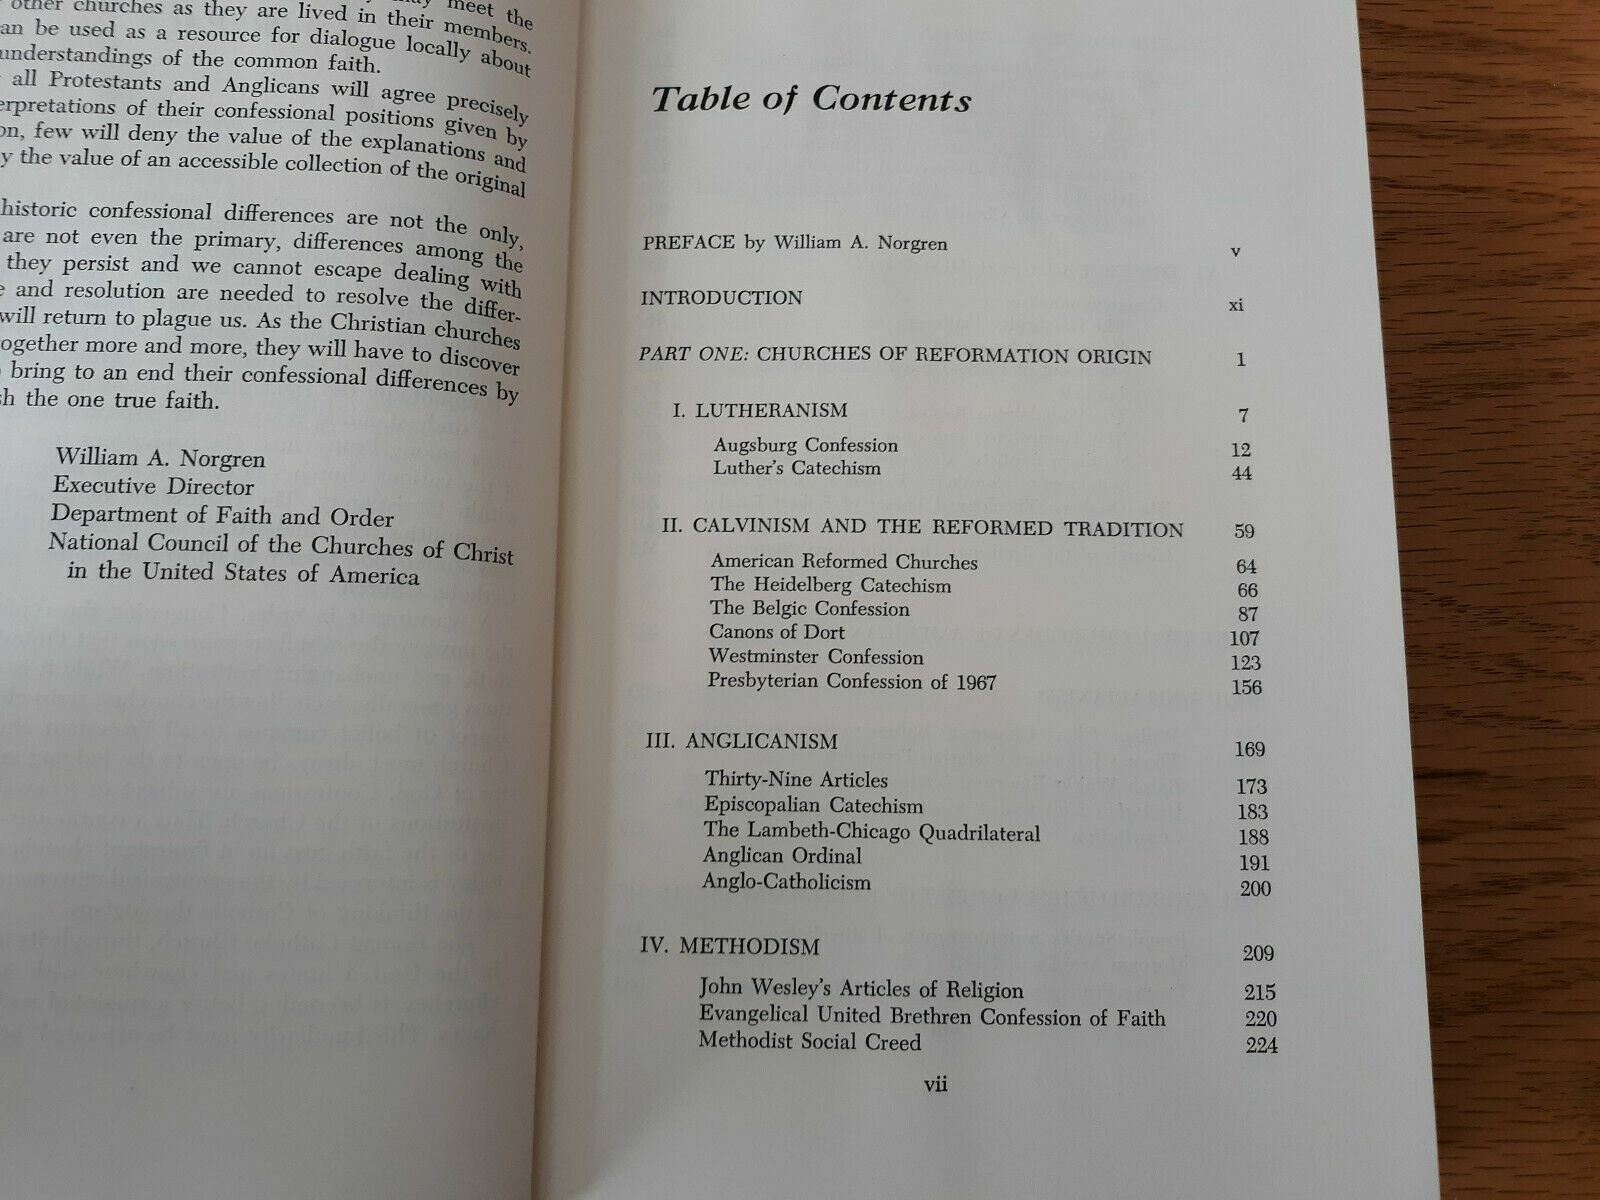 meet the
other churches as they are lived in their members.
an be used as a resource for dialogue locally about
understandings of the common faith.
all Protestants and Anglicans will agree precisely
erpretations of their confessional positions given by
on, few will deny the value of the explanations and
y the value of an accessible collection of the original
historic confessional differences are not the only,
are not even the primary, differences among the
they persist and we cannot escape dealing with
e and resolution are needed to resolve the differ-
will return to plague us. As the Christian churches
ogether more and more, they will have to discover
bring to an end their confessional differences by
sh the one true faith.
William A. Norgren
Executive Director
Department of Faith and Order
National Council of the Churches of Christ
in the United States of America
Table of Contents
PREFACE by William A. Norgren v
INTRODUCTION xi
PART ONE: CHURCHES OF REFORMATION ORIGIN 1
I. LUTHERANISM 7
Augsburg Confession 12
Luther's Catechism 44
II. CALVINISM AND THE REFORMED TRADITION 59
American Reformed Churches 64
The Heidelberg Catechism 66
The Belgic Confession 87
Canons of Dort 107
Westminster Confession 123
Presbyterian Confession of 1967 156
III. ANGLICANISM 169
Thirty-Nine Articles 173
Episcopalian Catechism 183
The Lambeth-Chicago Quadrilateral 188
Anglican Ordinal 191
Anglo-Catholicism 200
IV. METHODISM 209
John Wesley's Articles of Religion 215
Evangelical United Brethren Confession of Faith 220
Methodist Social Creed 224
vii